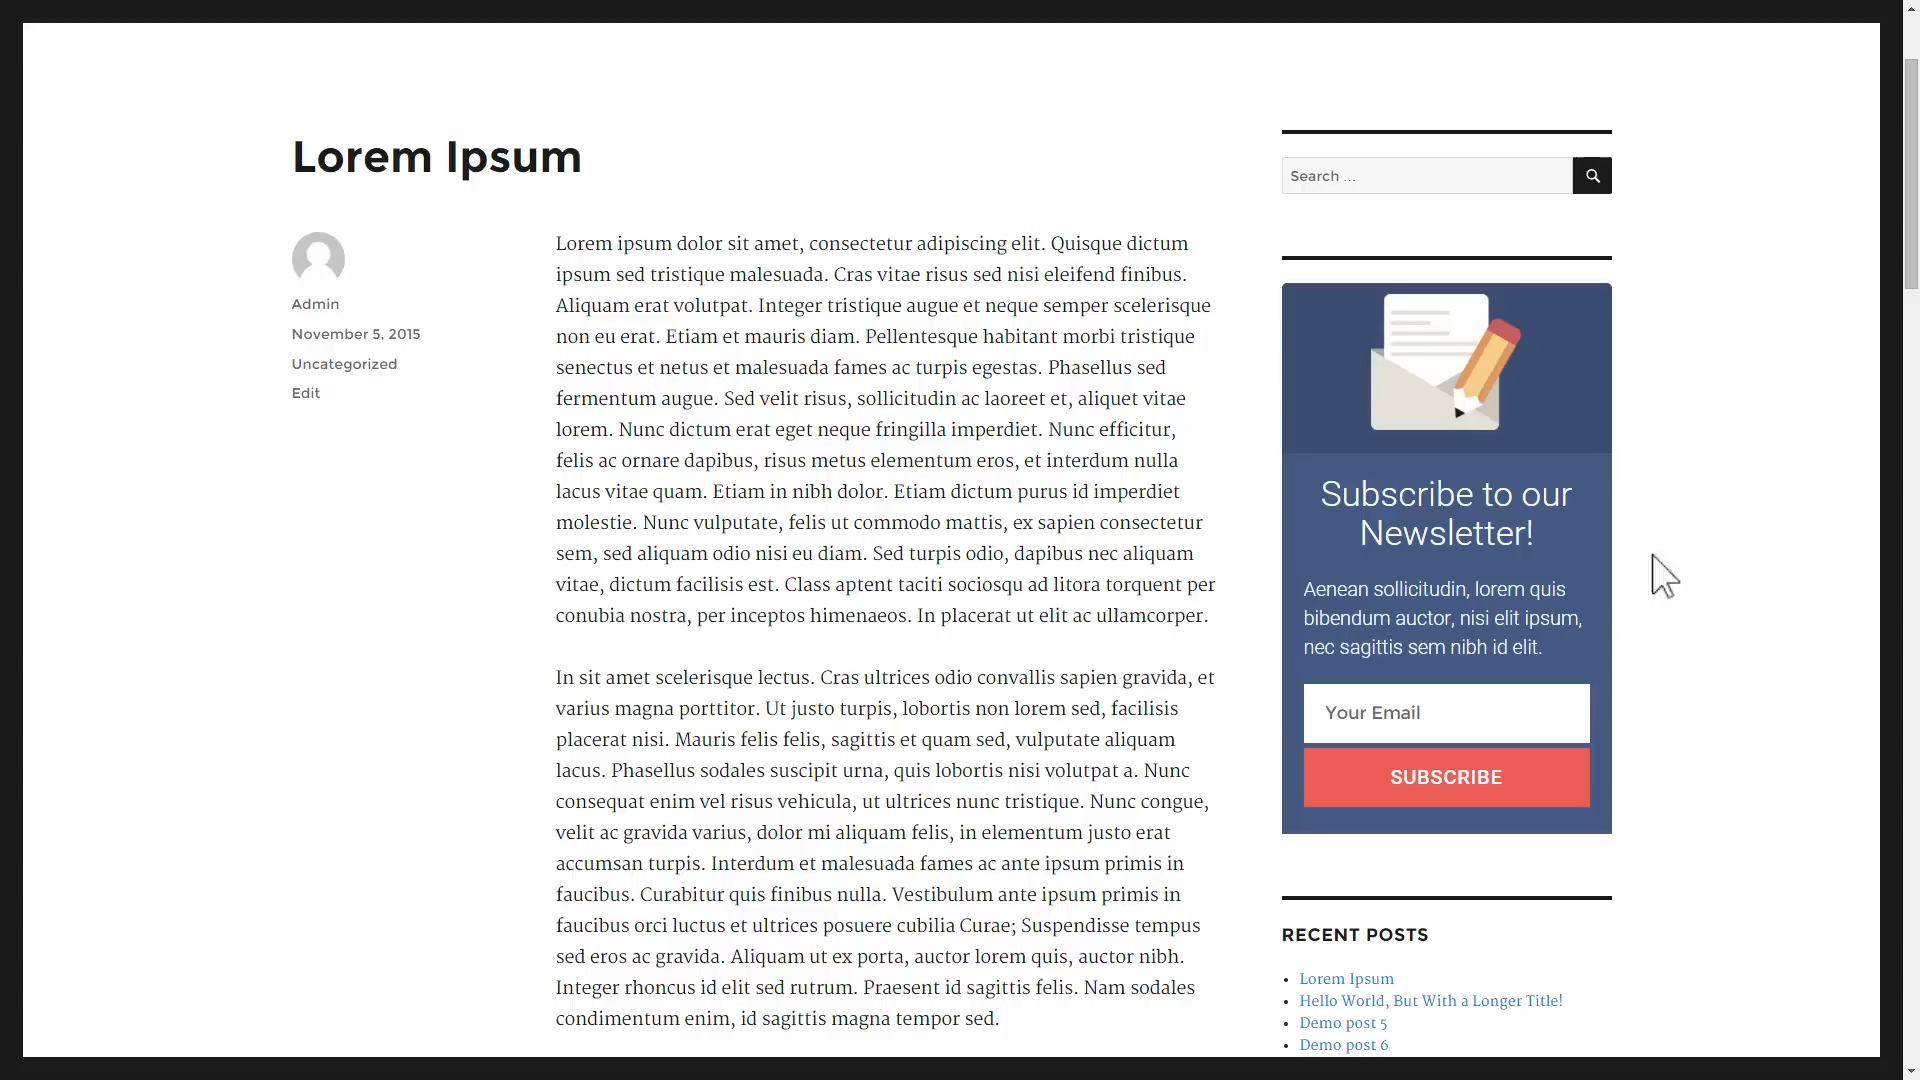 Lorem Ipsum
Admin
November 5, 2015
Uncategorized
Edit
Lorem ipsum dolor sit amet, consectetur adipiscing elit. Quisque dictum
ipsum sed tristique malesuada. Cras vitae risus sed nisi eleifend finibus.
Aliquam erat volutpat. Integer tristique augue et neque semper scelerisque
non eu erat. Etiam et mauris diam. Pellentesque habitant morbi tristique
senectus et netus et malesuada fames ac turpis egestas. Phasellus sed
fermentum augue. Sed velit risus, sollicitudin ac laoreet et, aliquet vitae
lorem. Nunc dictum erat eget neque fringilla imperdiet. Nunc efficitur,
felis ac ornare dapibus, risus metus elementum eros, et interdum nulla
lacus vitae quam. Etiam in nibh dolor. Etiam dictum purus id imperdiet
molestie. Nunc vulputate, felis ut commodo mattis, ex sapien consectetur
sem, sed aliquam odio nisi eu diam. Sed turpis odio, dapibus nec aliquam
vitae, dictum facilisis est. Class aptent taciti sociosqu ad litora torquent per
conubia nostra, per inceptos himenaeos. In placerat ut elit ac ullamcorper.
In sit amet scelerisque lectus. Cras ultrices odio convallis sapien gravida, et
varius magna porttitor. Ut justo turpis, lobortis non lorem sed, facilisis
placerat nisi. Mauris felis felis, sagittis et quam sed, vulputate aliquam
lacus. Phasellus sodales suscipit urna, quis lobortis nisi volutpat a. Nunc
consequat enim vel risus vehicula, ut ultrices nunc tristique. Nunc congue,
velit ac gravida varius, dolor mi aliquam felis, in elementum justo erat
accumsan turpis. Interdum et malesuada fames ac ante ipsum primis in
faucibus. Curabitur quis finibus nulla. Vestibulum ante ipsum primis in
faucibus orci luctus et ultrices posuere cubilia Curae; Suspendisse tempus
sed eros ac gravida. Aliquam ut ex porta, auctor lorem quis, auctor nibh.
Integer rhoncus id elit sed rutrum. Praesent id sagittis felis. Nam sodales
condimentum enim, id sagittis magna tempor sed.
Search …
Subscribe to our
Newsletter!
Aenean sollicitudin, lorem quis
bibendum auctor, nisi elit ipsum,
nec sagittis sem nibh id elit.
Your Email
SUBSCRIBE
RECENT POSTS
Lorem Ipsum
Hello World, But With a Longer Title!
Demo post 5
Demo post 6